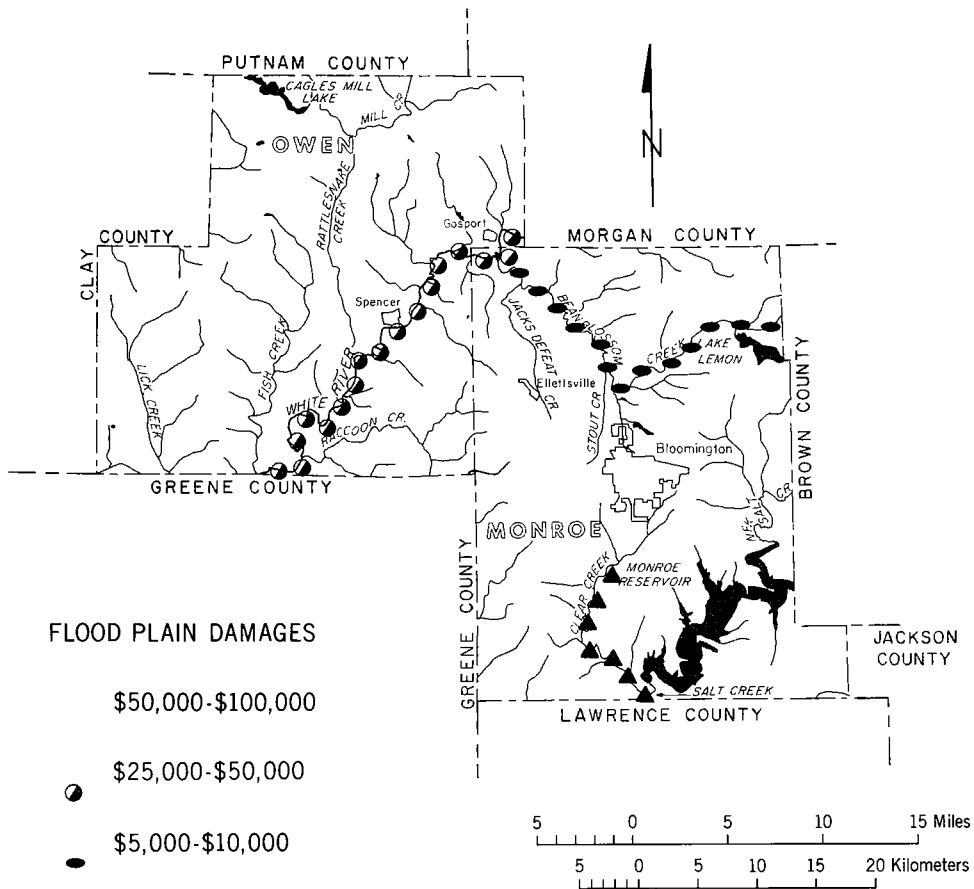 PUTNAM COUNTY
CAGLES MILL
LAKE
MILL CR
OWEN
RATTLESNAKE
CREEK
Gosport
COUNTY
MORGAN COUNTY
CLAY
Spencer
BEANBLOSSOM
CREEK
JACKS DEFEAT
CR.
LAKE
LEMON
FISH CREEK
LICK CREEK
Ellettsville
WHITE RIVER
RACCOON CR.
STOUT CR
BROWN COUNTY
Bloomington
GREENE COUNTY
N.FK SALT CR.
MONROE
GREENE COUNTY
CLEAR CREEK
MONROE
RESERVOIR
JACKSON
COUNTY
SALT CREEK
LAWRENCE COUNTY
N
FLOOD PLAIN DAMAGES
$50,000-$100,000
$25,000-$50,000
$5,000-$10,000
5 0 5 10 15 Miles
5 0 5 10 15 20 Kilometers